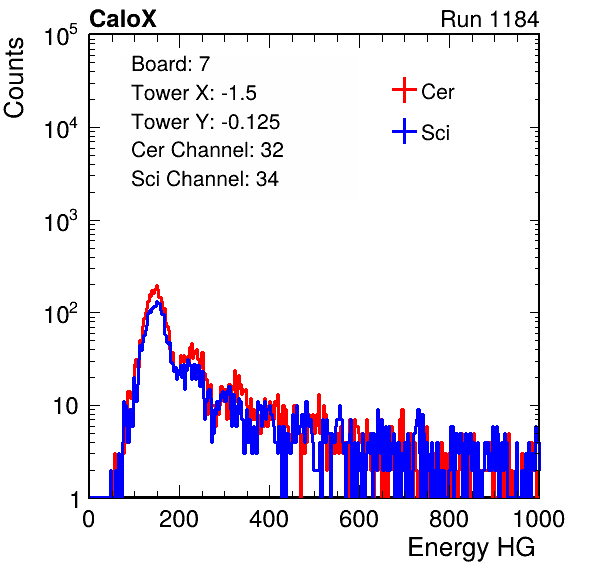 CaloX Run 1184
Board: 7
Tower X: -1.5
Tower Y: -0.125
Cer Channel: 32
Sci Channel: 34
Cer
Sci
Counts
10^5
10^4
10^3
10^2
10
1
0 200 400 600 800 1000
Energy HG